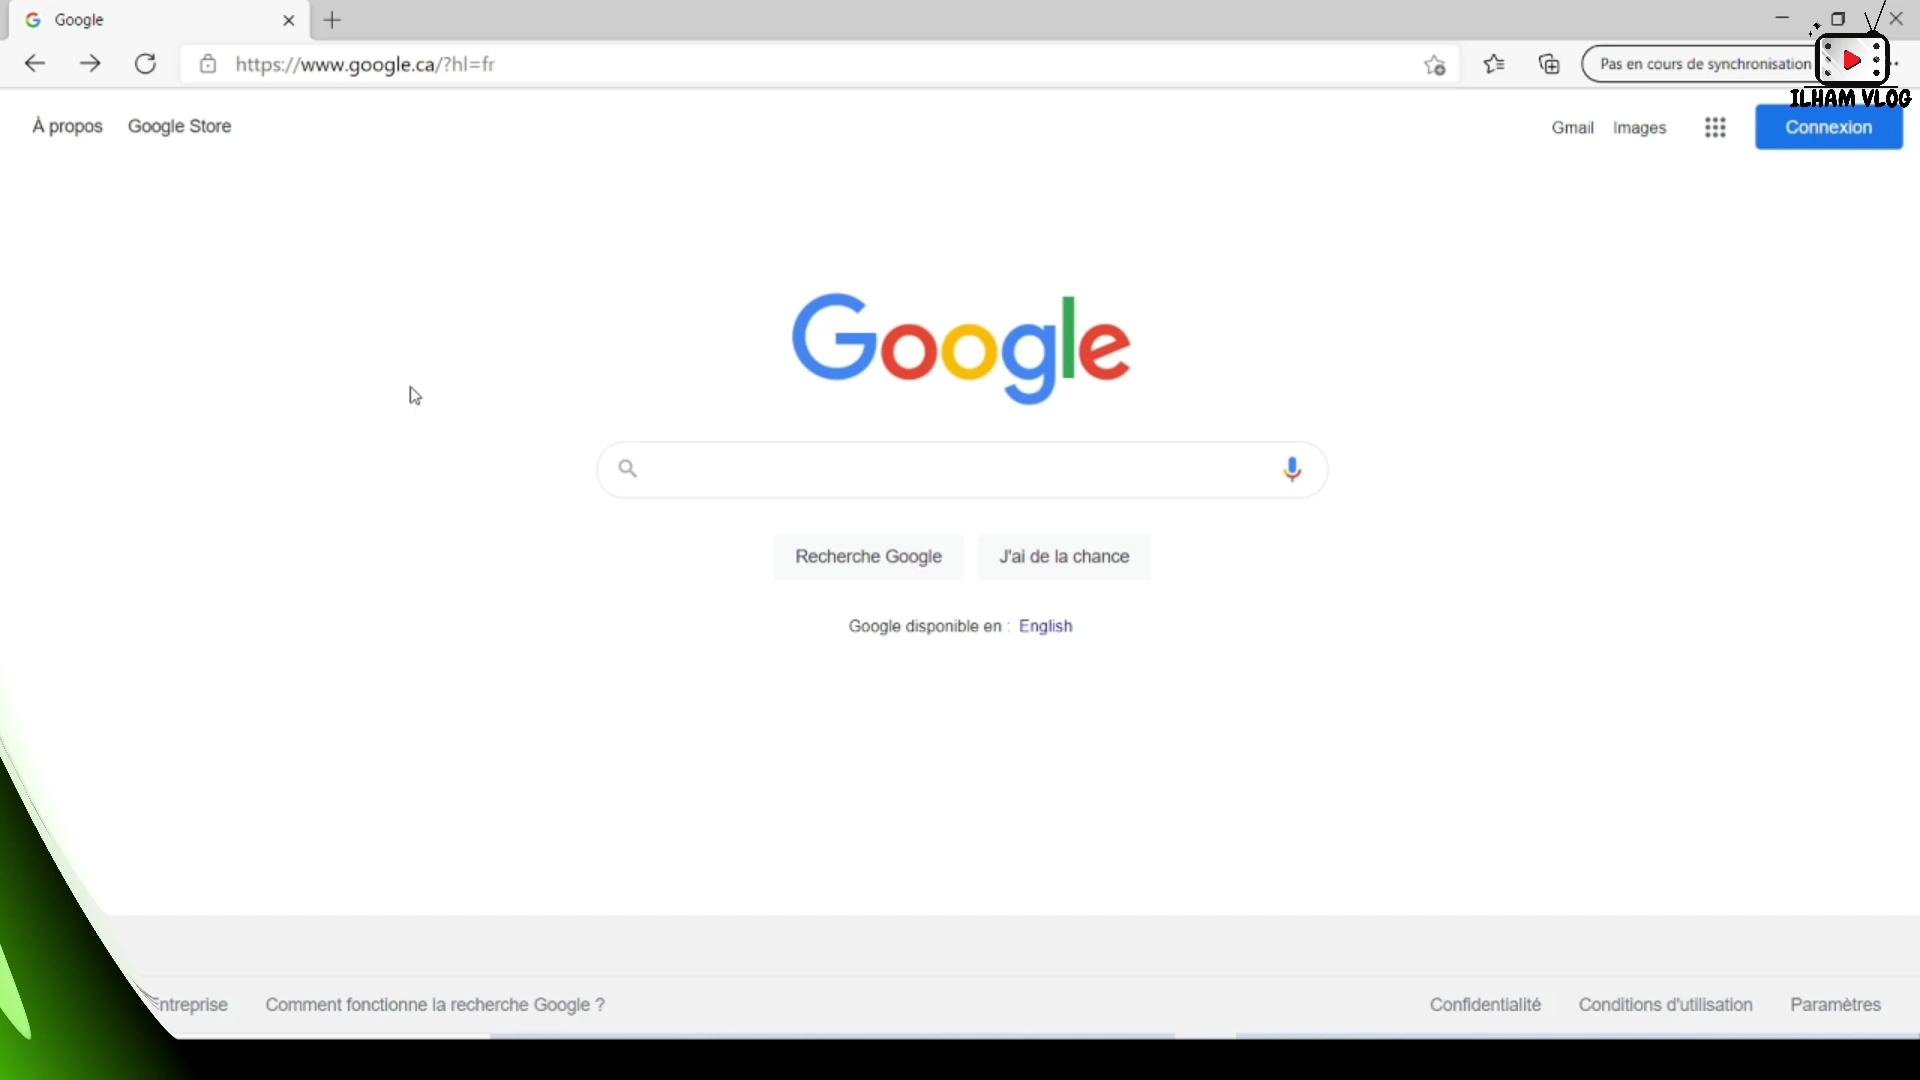 Google
https://www.google.ca/?hl=fr
Pas en cours de synchronisation
ILHAM VLOG
À propos
Google Store
Gmail
Images
Connexion
Google
Recherche Google
J'ai de la chance
Google disponible en : English
ntreprise
Comment fonctionne la recherche Google ?
Confidentialité
Conditions d'utilisation
Paramètres